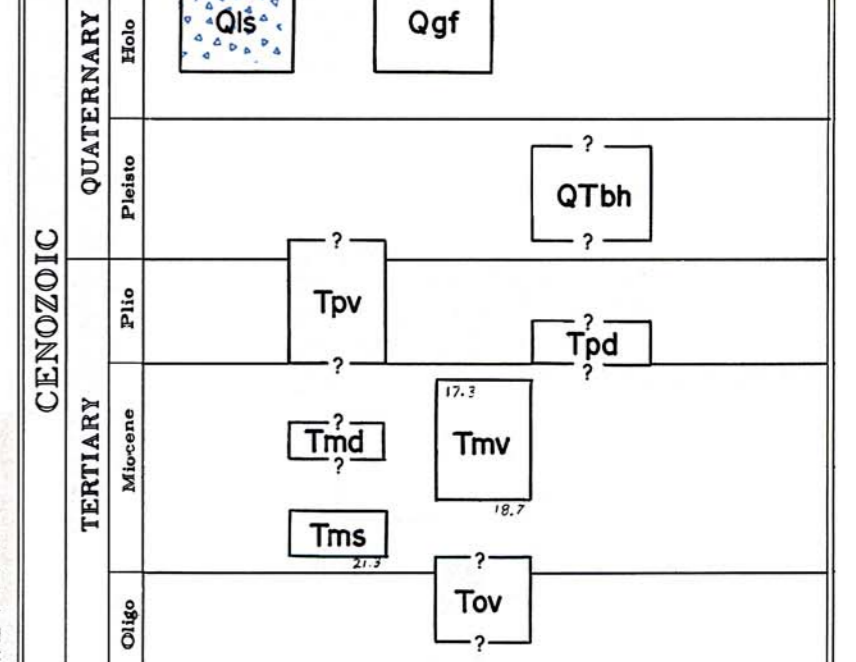 CENOZOIC
QUATERNARY
TERTIARY
Holo
Qls
Qgf
Pleisto
?
QTbh
?
Plio
?
Tpv
?
?
Tpd
?
Miocene
17.3
Tmv
18.7
?
Tmd
?
Tms
21.3
Oligo
?
Tov
?